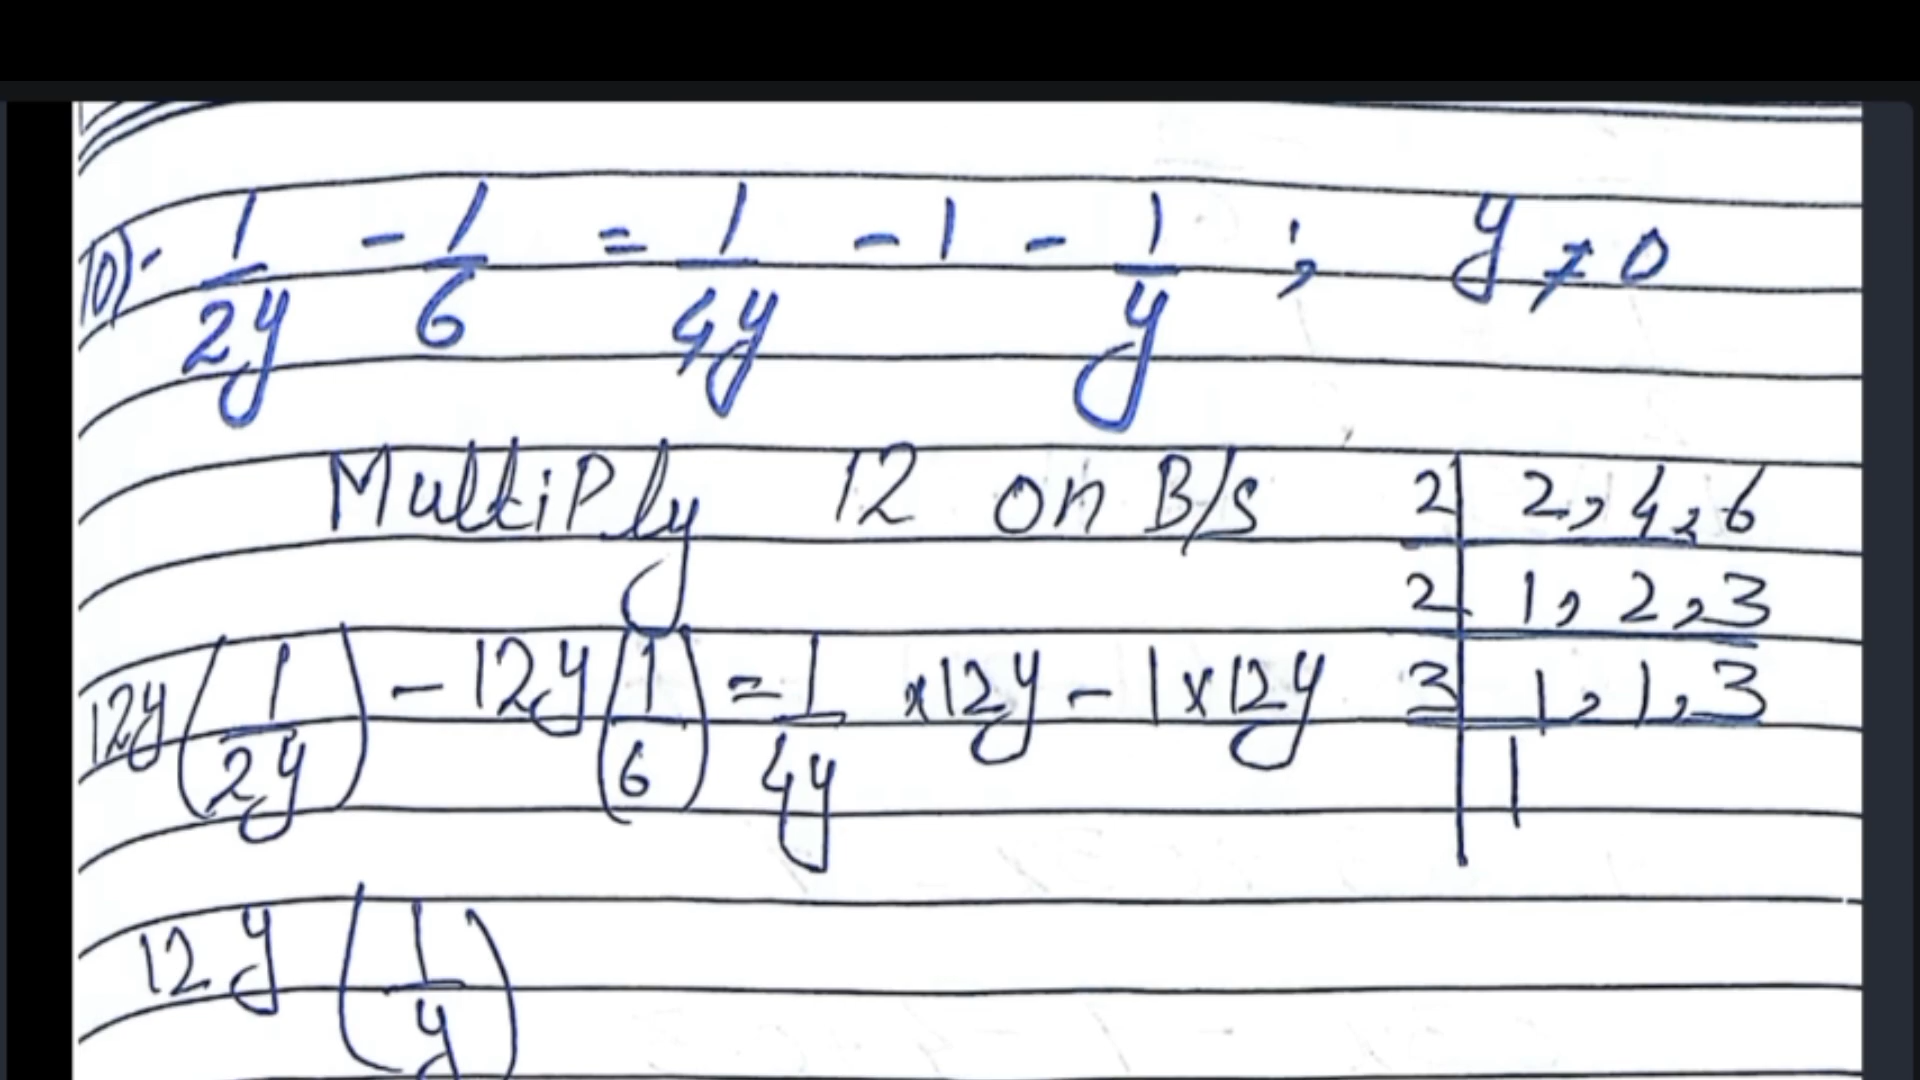 10)- 1/2y - 1/6 = 1/4y - 1 - 1/y ; y ≠ 0
Multiply 12 on B/s
12y(1/2y) - 12y(1/6) = 1/4y ×12y - 1×12y
12y (1/y)
2 | 2, 4, 6
2 | 1, 2, 3
3 | 1, 1, 3
| 1